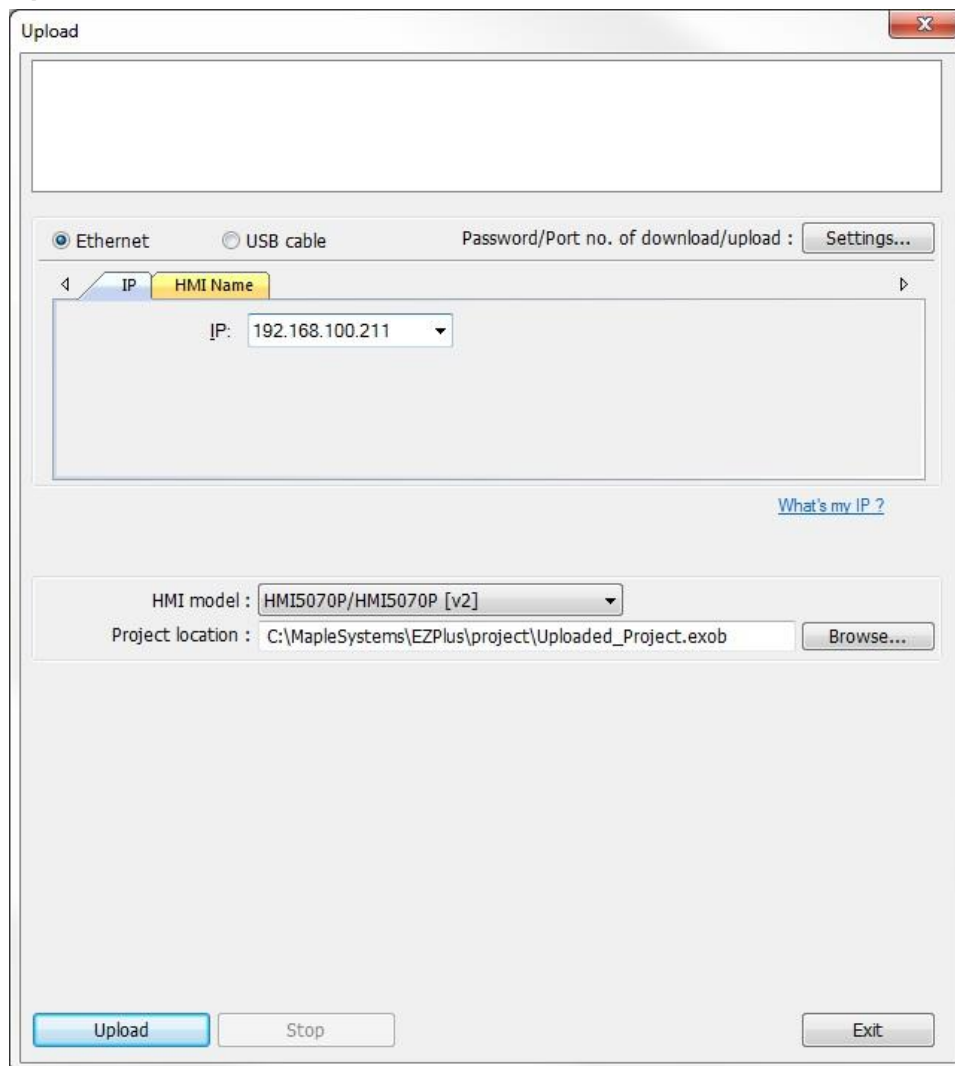 Upload
Ethernet USB cable Password/Port no. of download/upload : Settings...
IP HMI Name
IP: 192.168.100.211
What's my IP ?
HMI model : HMI5070P/HMI5070P [v2]
Project location : C:\MapleSystems\EZPlus\project\Uploaded_Project.exob Browse...
Upload Stop Exit